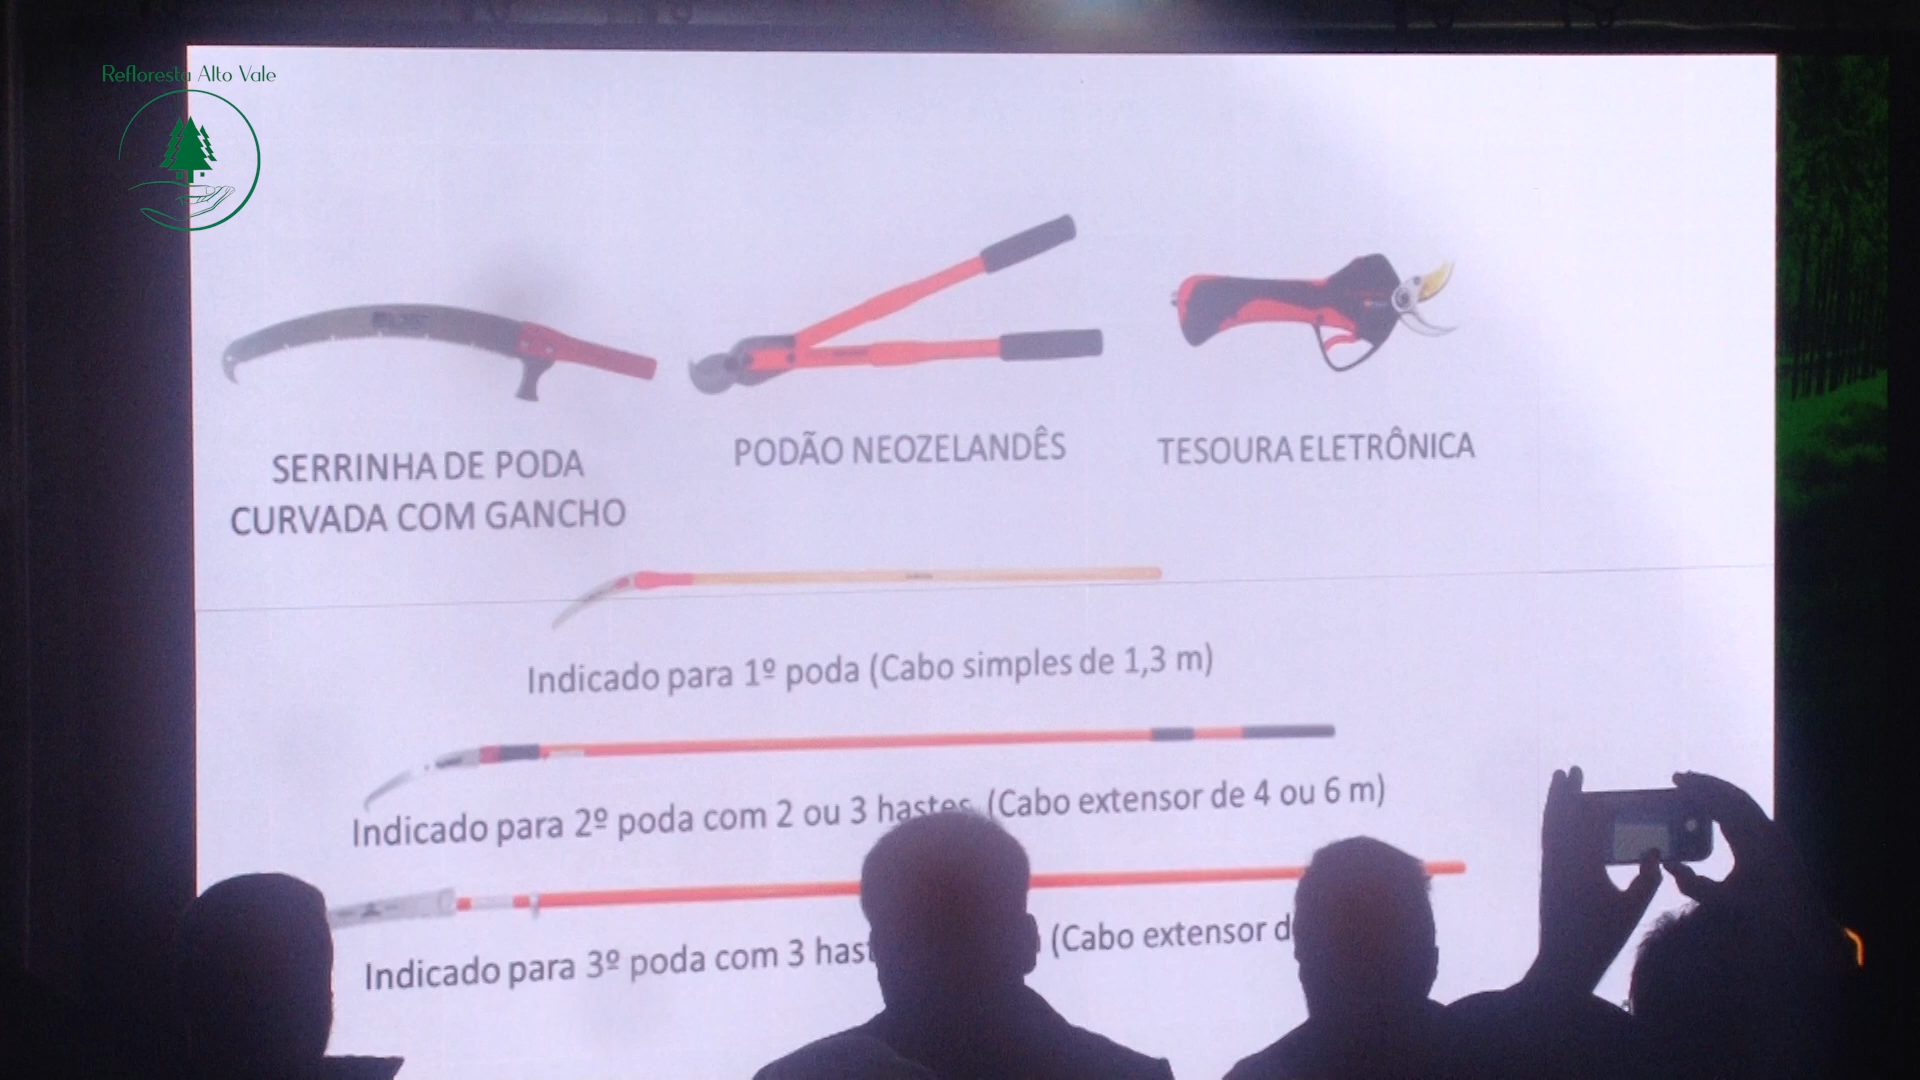 Refloresta Alto Vale
SERRINHA DE PODA
CURVADA COM GANCHO
PODÃO NEOZELANDÊS
TESOURA ELETRÔNICA
Indicado para 1º poda (Cabo simples de 1,3 m)
Indicado para 2º poda com 2 ou 3 hastes (Cabo extensor de 4 ou 6 m)
Indicado para 3º poda com 3 (Cabo extensor